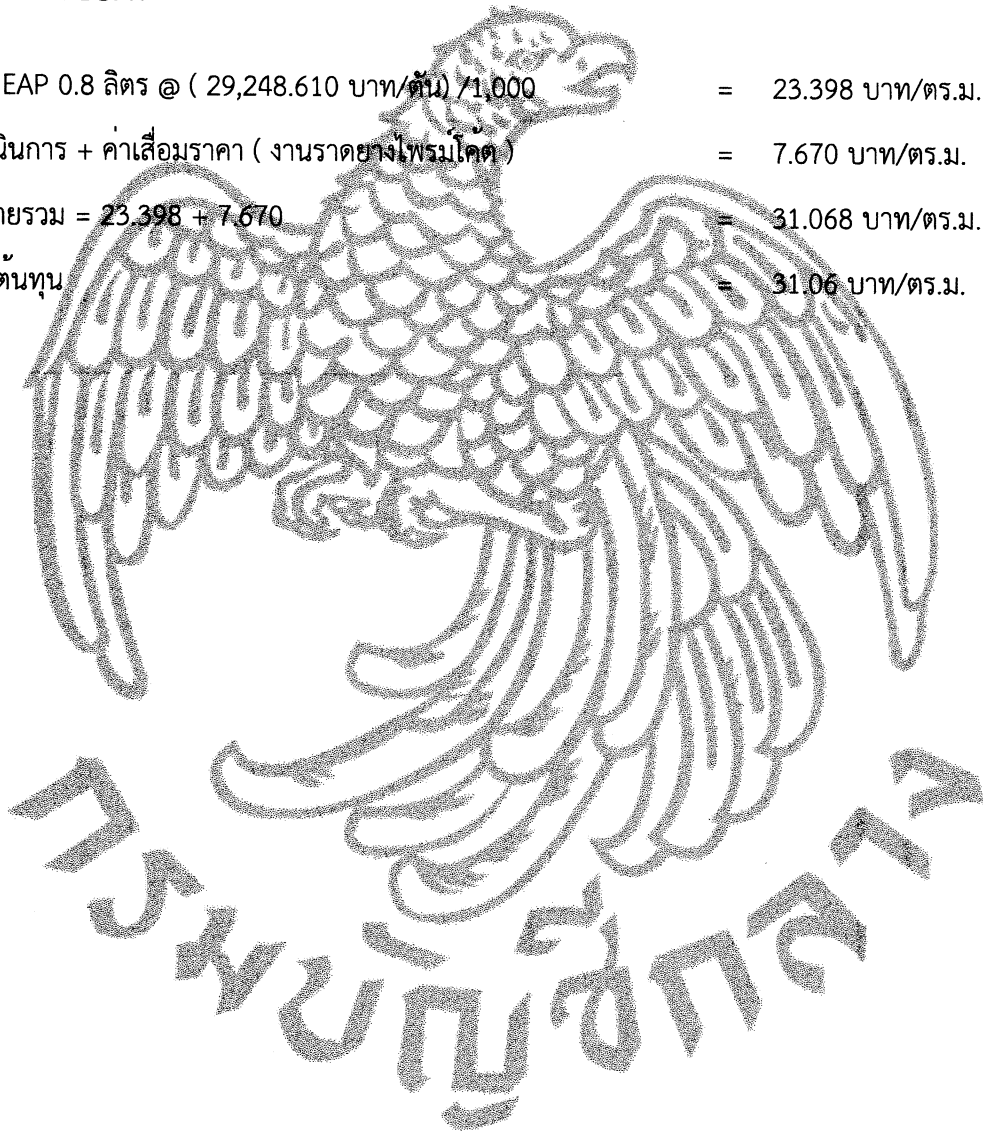 EAP 0.8 ลิตร @ ( 29,248.610 บาท/ตัน) /1,000 = 23.398 บาท/ตร.ม.
นินการ + ค่าเสื่อมราคา ( งานราดยางไพรมโค้ต ) = 7.670 บาท/ตร.ม.
ายรวม = 23.398 + 7.670 = 31.068 บาท/ตร.ม.
ต้นทุน = 31.06 บาท/ตร.ม.
กรมบัญชีกลาง